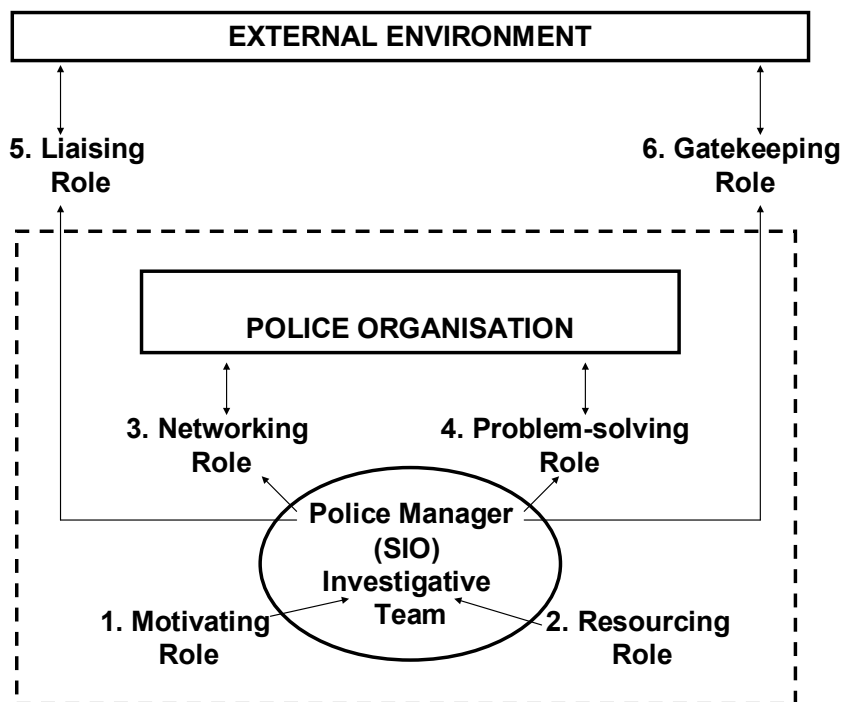 EXTERNAL ENVIRONMENT
5. Liaising
Role
6. Gatekeeping
Role
POLICE ORGANISATION
3. Networking
Role
4. Problem-solving
Role
Police Manager
(SIO)
Investigative
Team
1. Motivating
Role
2. Resourcing
Role